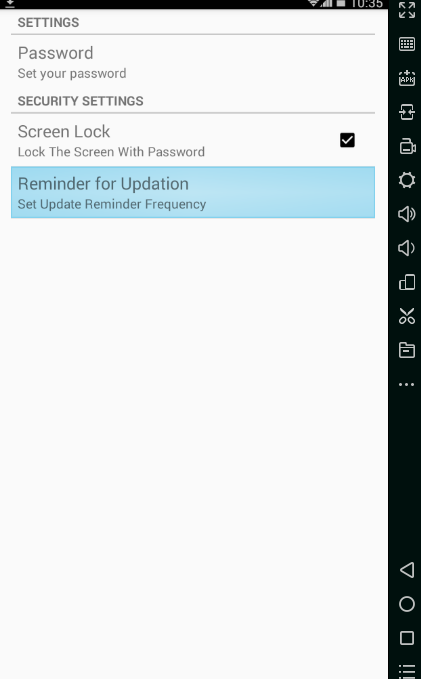 10:35
SETTINGS
Password
Set your password
SECURITY SETTINGS
Screen Lock
Lock The Screen With Password
Reminder for Updation
Set Update Reminder Frequency
APK